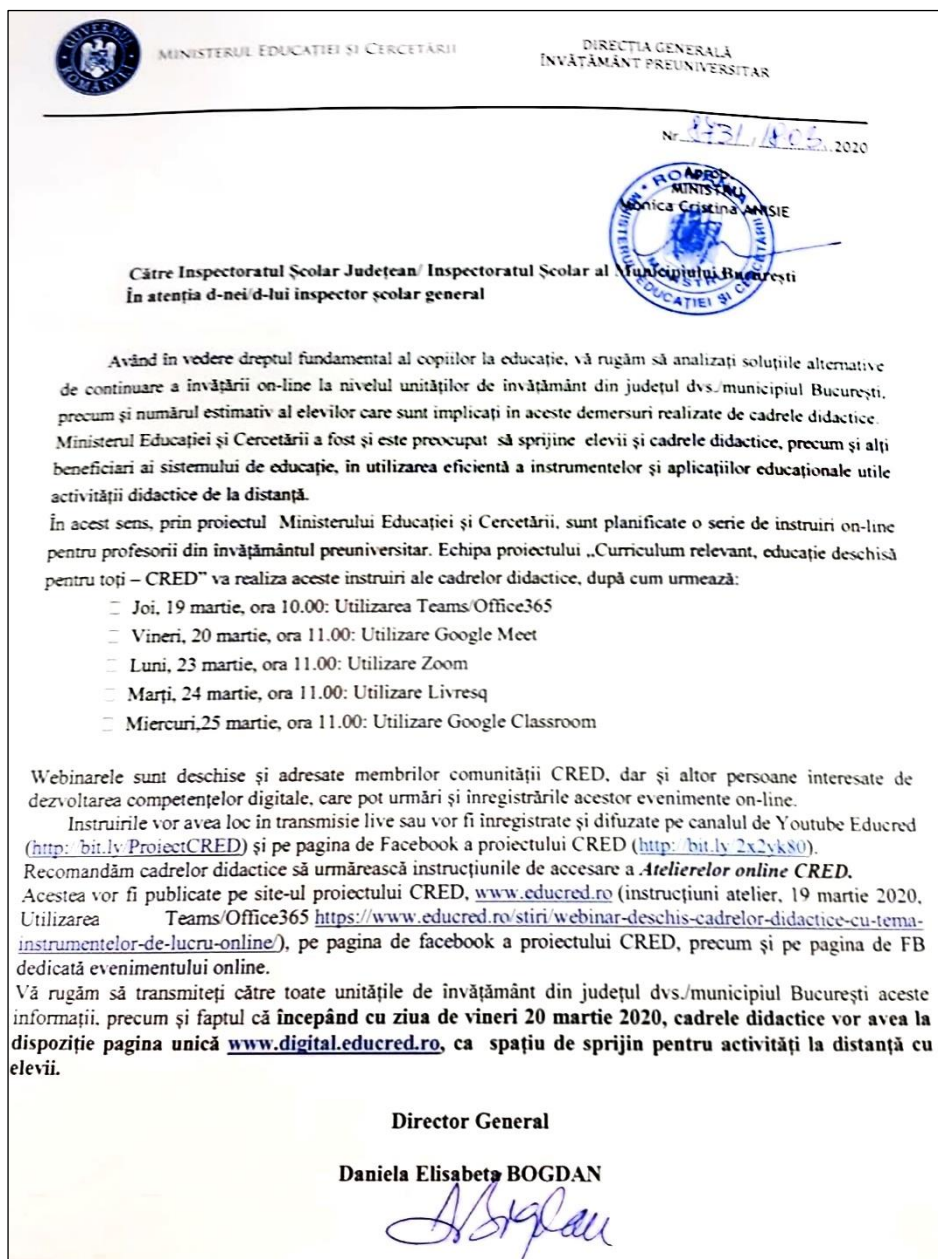 GUVERNUL ROMÂNIEI
MINISTERUL EDUCAȚIEI ȘI CERCETĂRII
DIRECȚIA GENERALĂ
ÎNVĂȚĂMÂNT PREUNIVERSITAR
Nr. 8731 / 18.03. 2020
Aprob,
MINISTRU
Monica Cristina ANISIE
ROMÂNIA
MINISTERUL EDUCAȚIEI ȘI CERCETĂRII
MINISTRU
Către Inspectoratul Școlar Județean/ Inspectoratul Școlar al Municipiului București
În atenția d-nei/d-lui inspector școlar general
Având în vedere dreptul fundamental al copiilor la educație, vă rugăm să analizați soluțiile alternative
de continuare a învățării on-line la nivelul unităților de învățământ din județul dvs./municipiul București,
precum și numărul estimativ al elevilor care sunt implicați in aceste demersuri realizate de cadrele didactice.
Ministerul Educației și Cercetării a fost și este preocupat să sprijine elevii și cadrele didactice, precum și alți
beneficiari ai sistemului de educație, în utilizarea eficientă a instrumentelor și aplicațiilor educaționale utile
activității didactice de la distanță.
În acest sens, prin proiectul Ministerului Educației și Cercetării, sunt planificate o serie de instruiri on-line
pentru profesorii din învățământul preuniversitar. Echipa proiectului „Curriculum relevant, educație deschisă
pentru toți – CRED” va realiza aceste instruiri ale cadrelor didactice, după cum urmează:
Joi, 19 martie, ora 10.00: Utilizarea Teams/Office365
Vineri, 20 martie, ora 11.00: Utilizare Google Meet
Luni, 23 martie, ora 11.00: Utilizare Zoom
Marți, 24 martie, ora 11.00: Utilizare Livresq
Miercuri,25 martie, ora 11.00: Utilizare Google Classroom
Webinarele sunt deschise și adresate membrilor comunității CRED, dar și altor persoane interesate de
dezvoltarea competențelor digitale, care pot urmări și înregistrările acestor evenimente on-line.
Instruirile vor avea loc în transmisie live sau vor fi înregistrate și difuzate pe canalul de Youtube Educred
(http://bit.ly/ProiectCRED) și pe pagina de Facebook a proiectului CRED (http://bit.ly/2x2vk80).
Recomandăm cadrelor didactice să urmărească instrucțiunile de accesare a Atelierelor online CRED.
Acestea vor fi publicate pe site-ul proiectului CRED, www.educred.ro (instrucțiuni atelier, 19 martie 2020,
Utilizarea Teams/Office365 https://www.educred.ro/stiri/webinar-deschis-cadrelor-didactice-cu-tema-
instrumentelor-de-lucru-online/), pe pagina de facebook a proiectului CRED, precum și pe pagina de FB
dedicată evenimentului online.
Vă rugăm să transmiteți către toate unitățile de învățământ din județul dvs./municipiul București aceste
informații, precum și faptul că începând cu ziua de vineri 20 martie 2020, cadrele didactice vor avea la
dispoziție pagina unică www.digital.educred.ro, ca spațiu de sprijin pentru activități la distanță cu
elevii.
Director General
Daniela Elisabeta BOGDAN